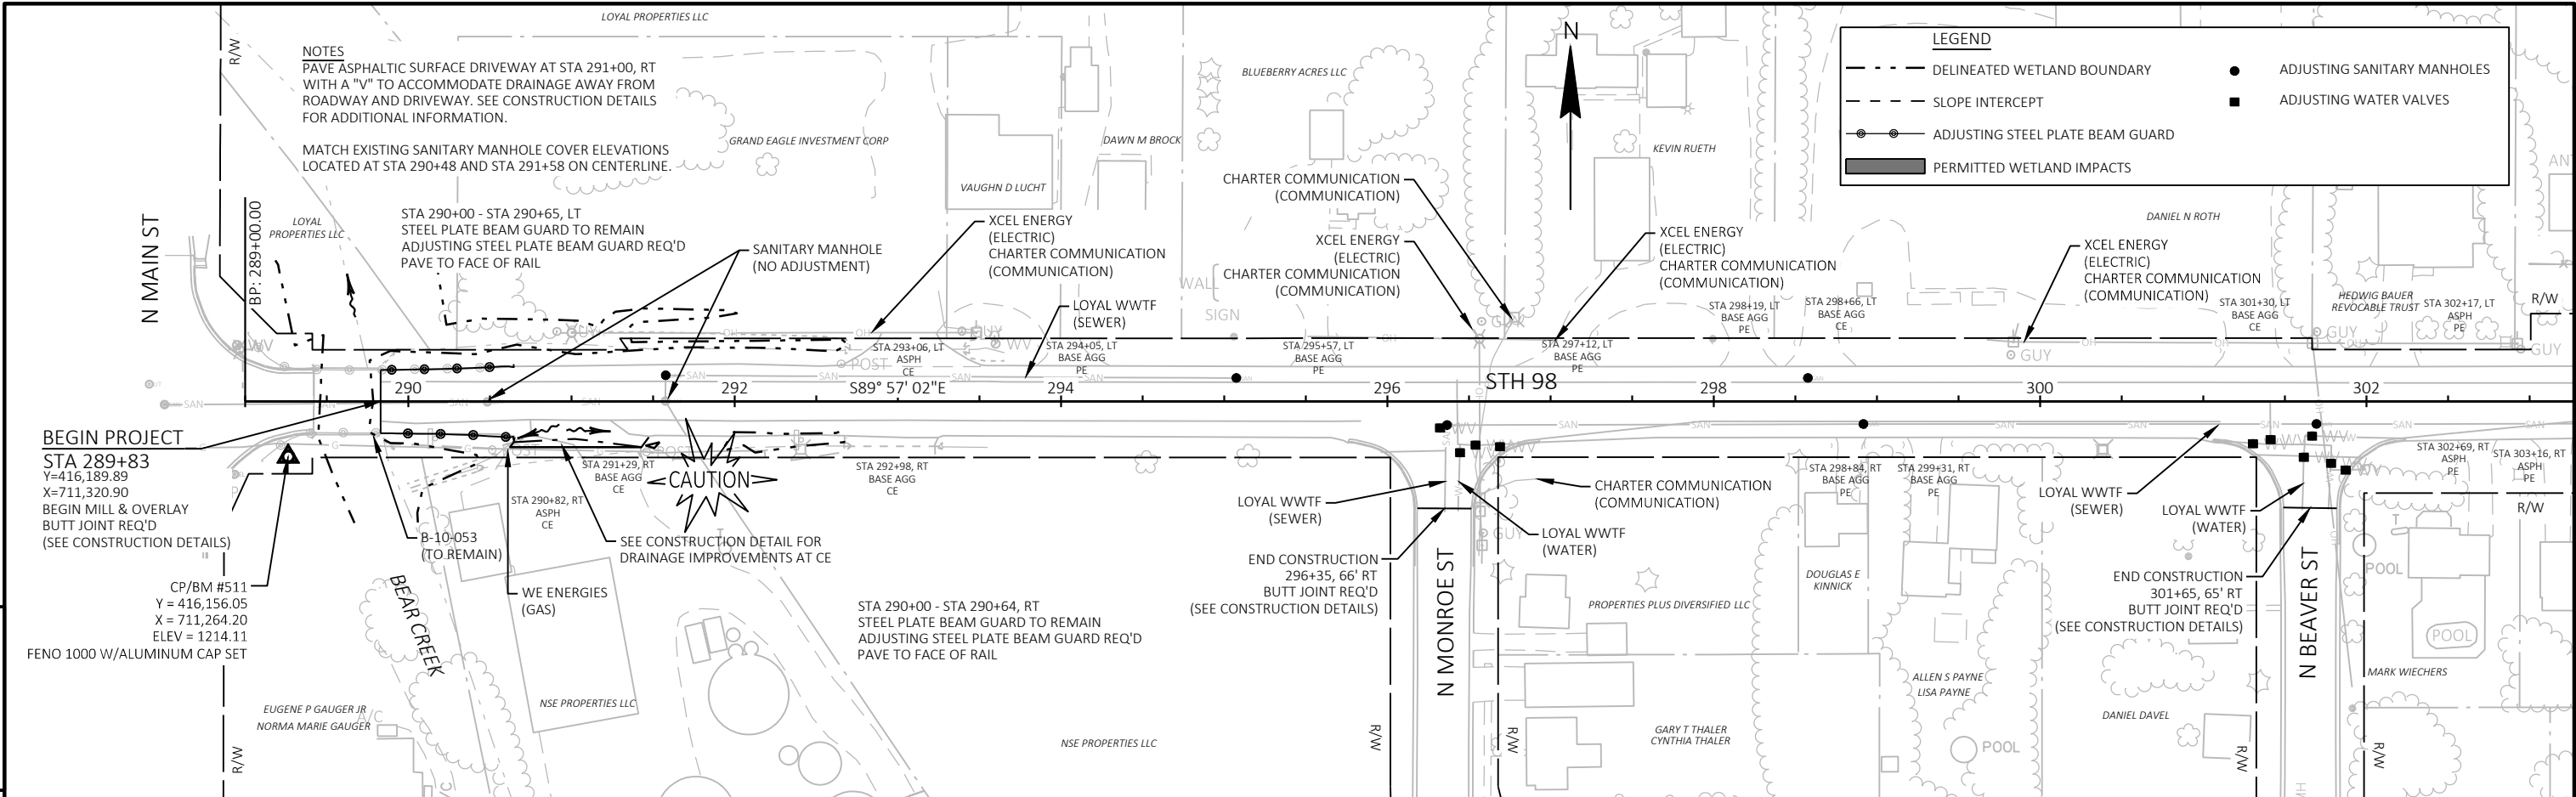 LOYAL PROPERTIES LLC
R/W
NOTES
PAVE ASPHALTIC SURFACE DRIVEWAY AT STA 291+00, RT
WITH A "V" TO ACCOMMODATE DRAINAGE AWAY FROM
ROADWAY AND DRIVEWAY. SEE CONSTRUCTION DETAILS
FOR ADDITIONAL INFORMATION.
MATCH EXISTING SANITARY MANHOLE COVER ELEVATIONS
LOCATED AT STA 290+48 AND STA 291+58 ON CENTERLINE.
GRAND EAGLE INVESTMENT CORP
VAUGHN D LUCHT
DAWN M BROCK
BLUEBERRY ACRES LLC
N
KEVIN RUETH
LEGEND
DELINEATED WETLAND BOUNDARY
SLOPE INTERCEPT
ADJUSTING STEEL PLATE BEAM GUARD
PERMITTED WETLAND IMPACTS
ADJUSTING SANITARY MANHOLES
ADJUSTING WATER VALVES
DANIEL N ROTH
HEDWIG BAUER
REVOCABLE TRUST
R/W
N MAIN ST
BP: 289+00.00
LOYAL
PROPERTIES LLC
STA 290+00 - STA 290+65, LT
STEEL PLATE BEAM GUARD TO REMAIN
ADJUSTING STEEL PLATE BEAM GUARD REQ'D
PAVE TO FACE OF RAIL
SANITARY MANHOLE
(NO ADJUSTMENT)
XCEL ENERGY
(ELECTRIC)
CHARTER COMMUNICATION
(COMMUNICATION)
LOYAL WWTF
(SEWER)
CHARTER COMMUNICATION
(COMMUNICATION)
XCEL ENERGY
(ELECTRIC)
CHARTER COMMUNICATION
(COMMUNICATION)
WALL
SIGN
XCEL ENERGY
(ELECTRIC)
CHARTER COMMUNICATION
(COMMUNICATION)
XCEL ENERGY
(ELECTRIC)
CHARTER COMMUNICATION
(COMMUNICATION)
STA 293+06, LT
ASPH
CE
STA 294+05, LT
BASE AGG
PE
STA 295+57, LT
BASE AGG
PE
STA 297+12, LT
BASE AGG
PE
STA 298+19, LT
BASE AGG
PE
STA 298+66, LT
BASE AGG
CE
STA 301+30, LT
BASE AGG
CE
STA 302+17, LT
ASPH
PE
WV
POST
GUY
WV
GUY
GUY
GUY
GUY
290
292
S89° 57' 02"E
294
296
STH 98
298
300
302
BEGIN PROJECT
STA 289+83
Y=416,189.89
X=711,320.90
BEGIN MILL & OVERLAY
BUTT JOINT REQ'D
(SEE CONSTRUCTION DETAILS)
CP/BM #511
Y = 416,156.05
X = 711,264.20
ELEV = 1214.11
FENO 1000 W/ALUMINUM CAP SET
B-10-053
(TO REMAIN)
BEAR CREEK
WE ENERGIES
(GAS)
STA 290+82, RT
ASPH
CE
STA 291+29, RT
BASE AGG
CE
SEE CONSTRUCTION DETAIL FOR
DRAINAGE IMPROVEMENTS AT CE
CAUTION
STA 292+98, RT
BASE AGG
CE
STA 290+00 - STA 290+64, RT
STEEL PLATE BEAM GUARD TO REMAIN
ADJUSTING STEEL PLATE BEAM GUARD REQ'D
PAVE TO FACE OF RAIL
LOYAL WWTF
(SEWER)
END CONSTRUCTION
296+35, 66' RT
BUTT JOINT REQ'D
(SEE CONSTRUCTION DETAILS)
N MONROE ST
CHARTER COMMUNICATION
(COMMUNICATION)
LOYAL WWTF
(WATER)
GUY
STA 298+84, RT
BASE AGG
PE
STA 299+31, RT
BASE AGG
PE
LOYAL WWTF
(SEWER)
LOYAL WWTF
(WATER)
END CONSTRUCTION
301+65, 65' RT
BUTT JOINT REQ'D
(SEE CONSTRUCTION DETAILS)
N BEAVER ST
STA 302+69, RT
ASPH
PE
STA 303+16, RT
ASPH
PE
R/W
POOL
POOL
MARK WIECHERS
DOUGLAS E
KINNICK
PROPERTIES PLUS DIVERSIFIED LLC
ALLEN S PAYNE
LISA PAYNE
DANIEL DAVEL
GARY T THALER
CYNTHIA THALER
POOL
EUGENE P GAUGER JR
NORMA MARIE GAUGER
A/C
NSE PROPERTIES LLC
NSE PROPERTIES LLC
R/W
R/W
R/W
R/W
R/W